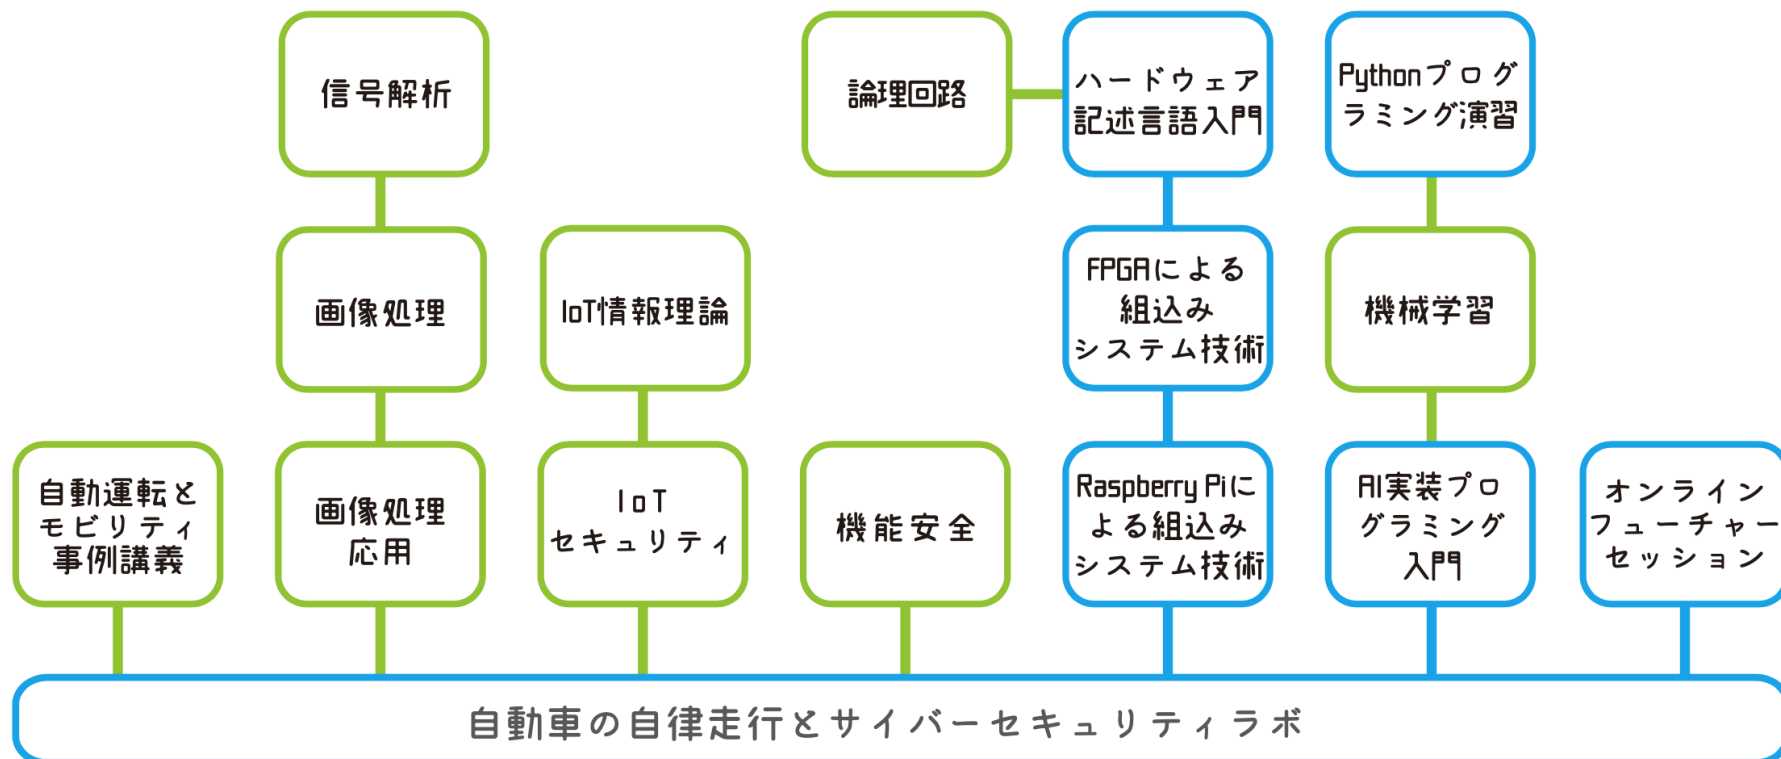 信号解析
論理回路
ハードウェア
記述言語入門
Pythonプログ
ラミング演習
画像処理
IoT情報理論
FPGAによる
組込み
システム技術
機械学習
自動運転と
モビリティ
事例講義
画像処理
応用
IoT
セキュリティ
機能安全
Raspberry Piに
よる組込み
システム技術
AI実装プロ
グラミング
入門
オンライン
フューチャー
セッション
自動車の自律走行とサイバーセキュリティラボ